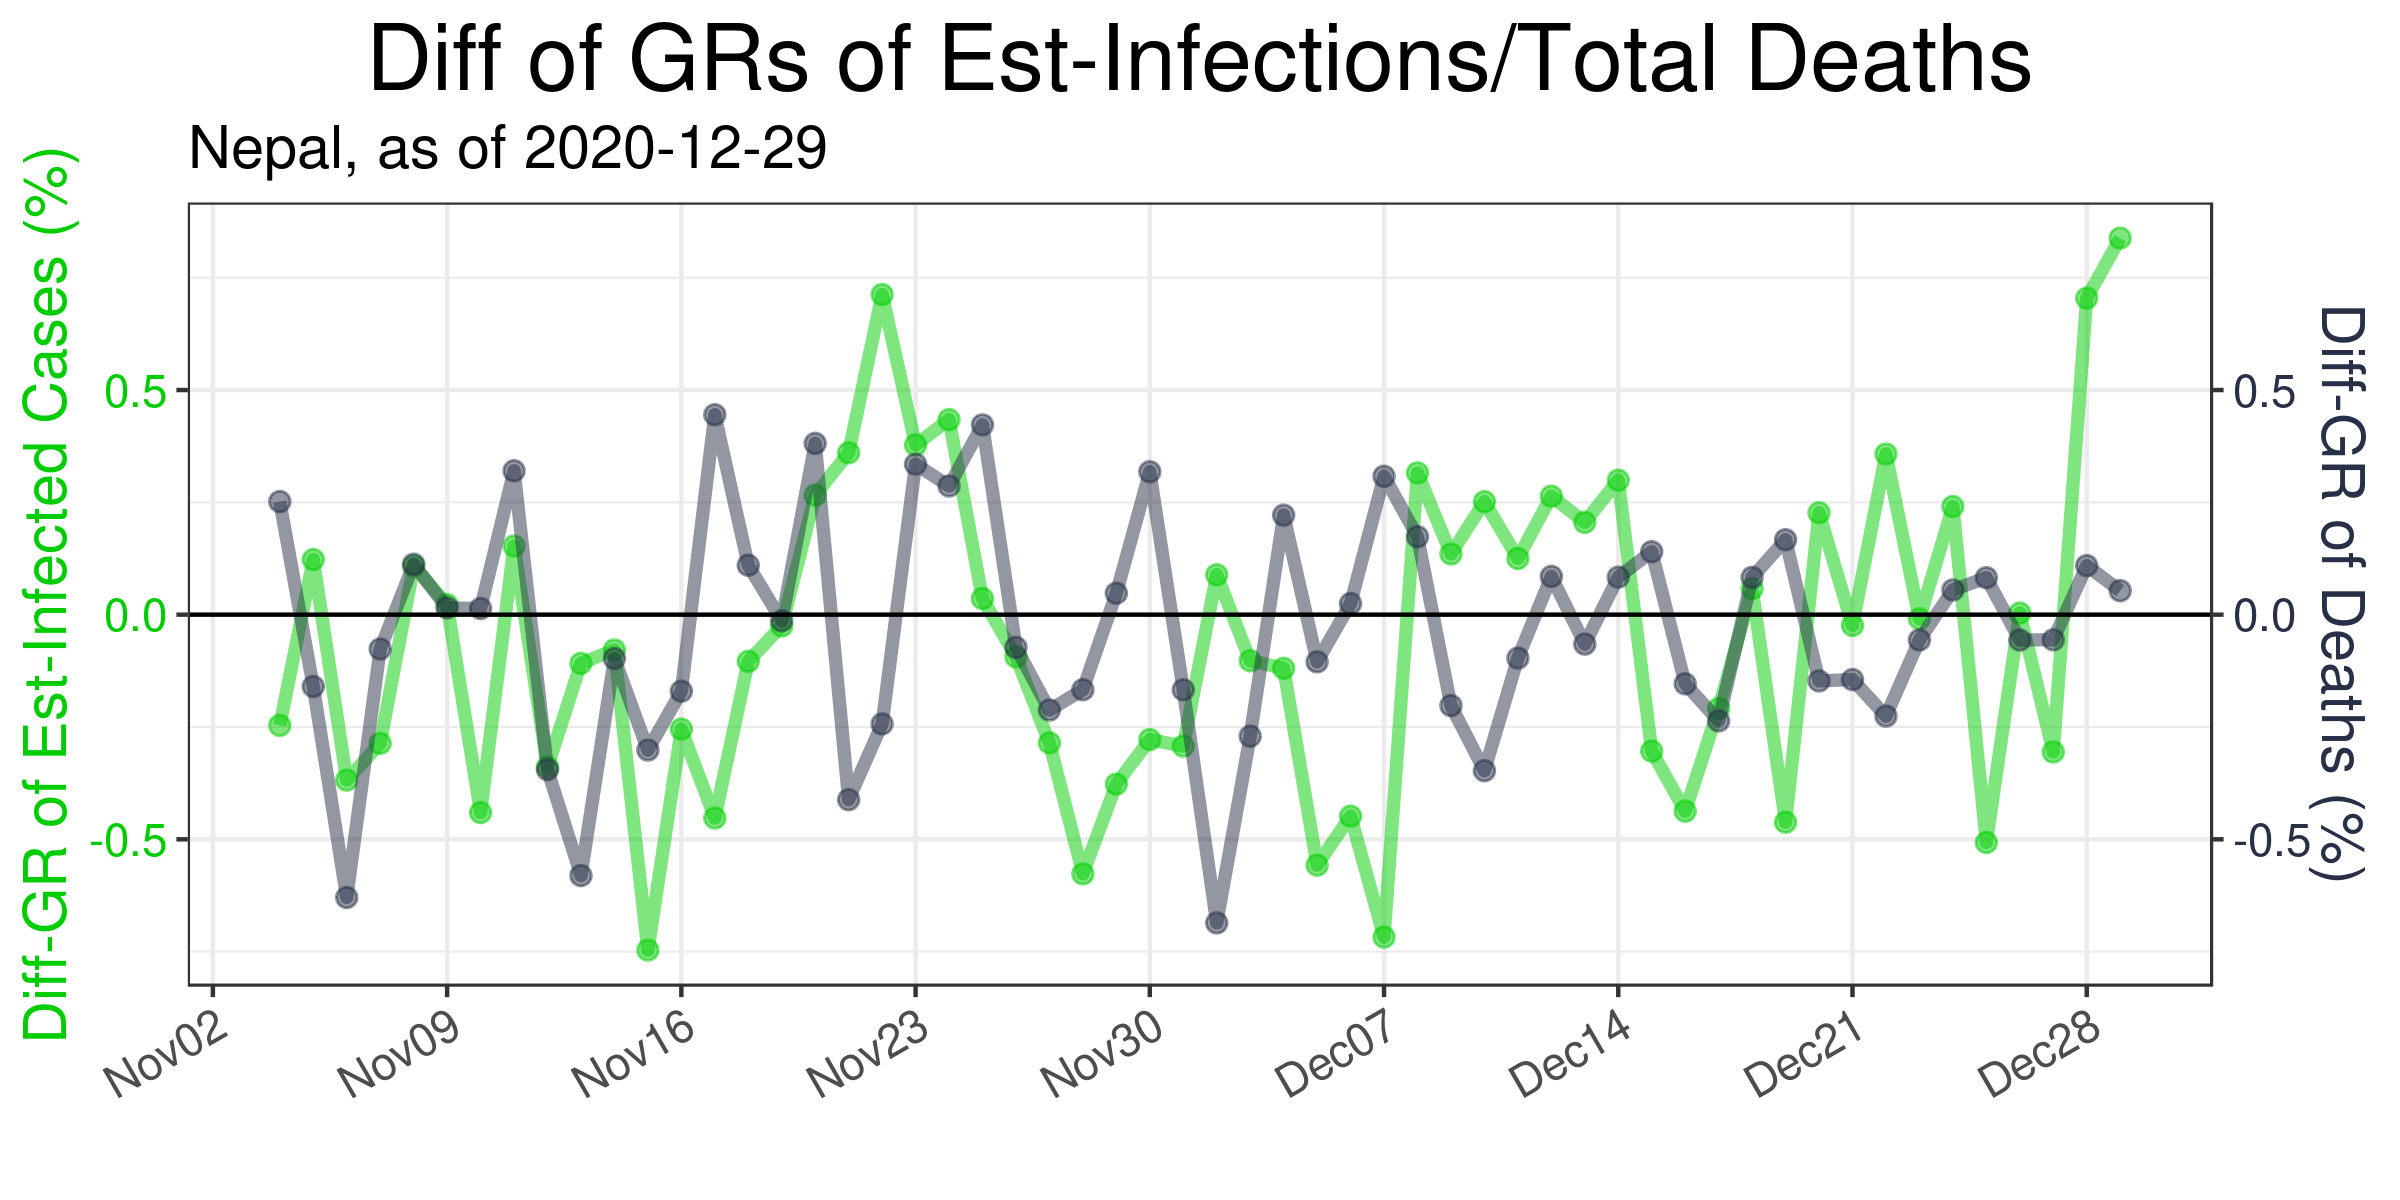 Diff of GRs of Est-Infections/Total Deaths
Nepal, as of 2020-12-29
Diff-GR of Est-Infected Cases (%)
0.5
0.0
-0.5
0.5
0.0
-0.5
Diff-GR of Deaths (%)
Nov02
Nov09
Nov16
Nov23
Nov30
Dec07
Dec14
Dec21
Dec28